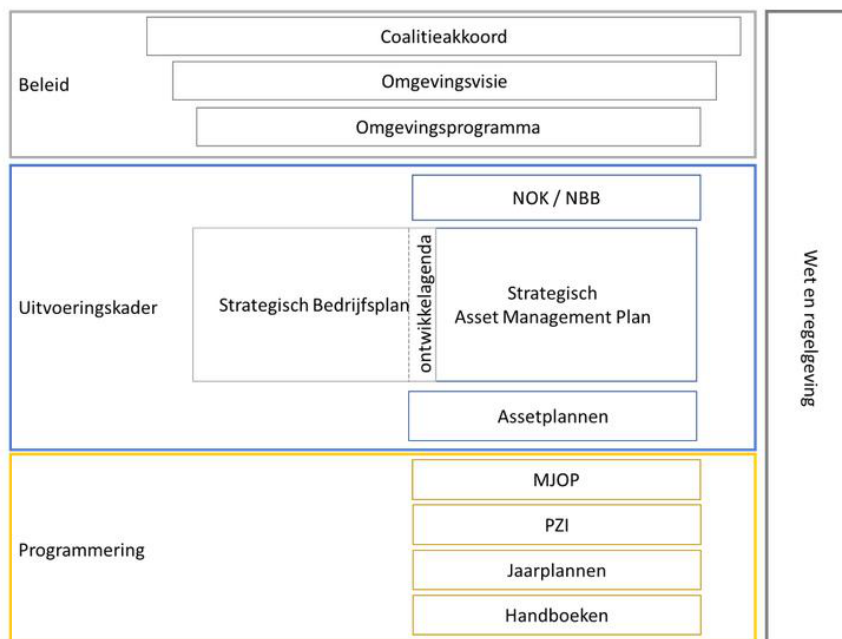 Coalitieakkoord
Beleid
Omgevingsvisie
Omgevingsprogramma
NOK / NBB
Uitvoeringskader
Strategisch Bedrijfsplan
ontwikkelagenda
Strategisch
Asset Management Plan
Assetplannen
MJOP
PZI
Programmering
Jaarplannen
Handboeken
Wet en regelgeving